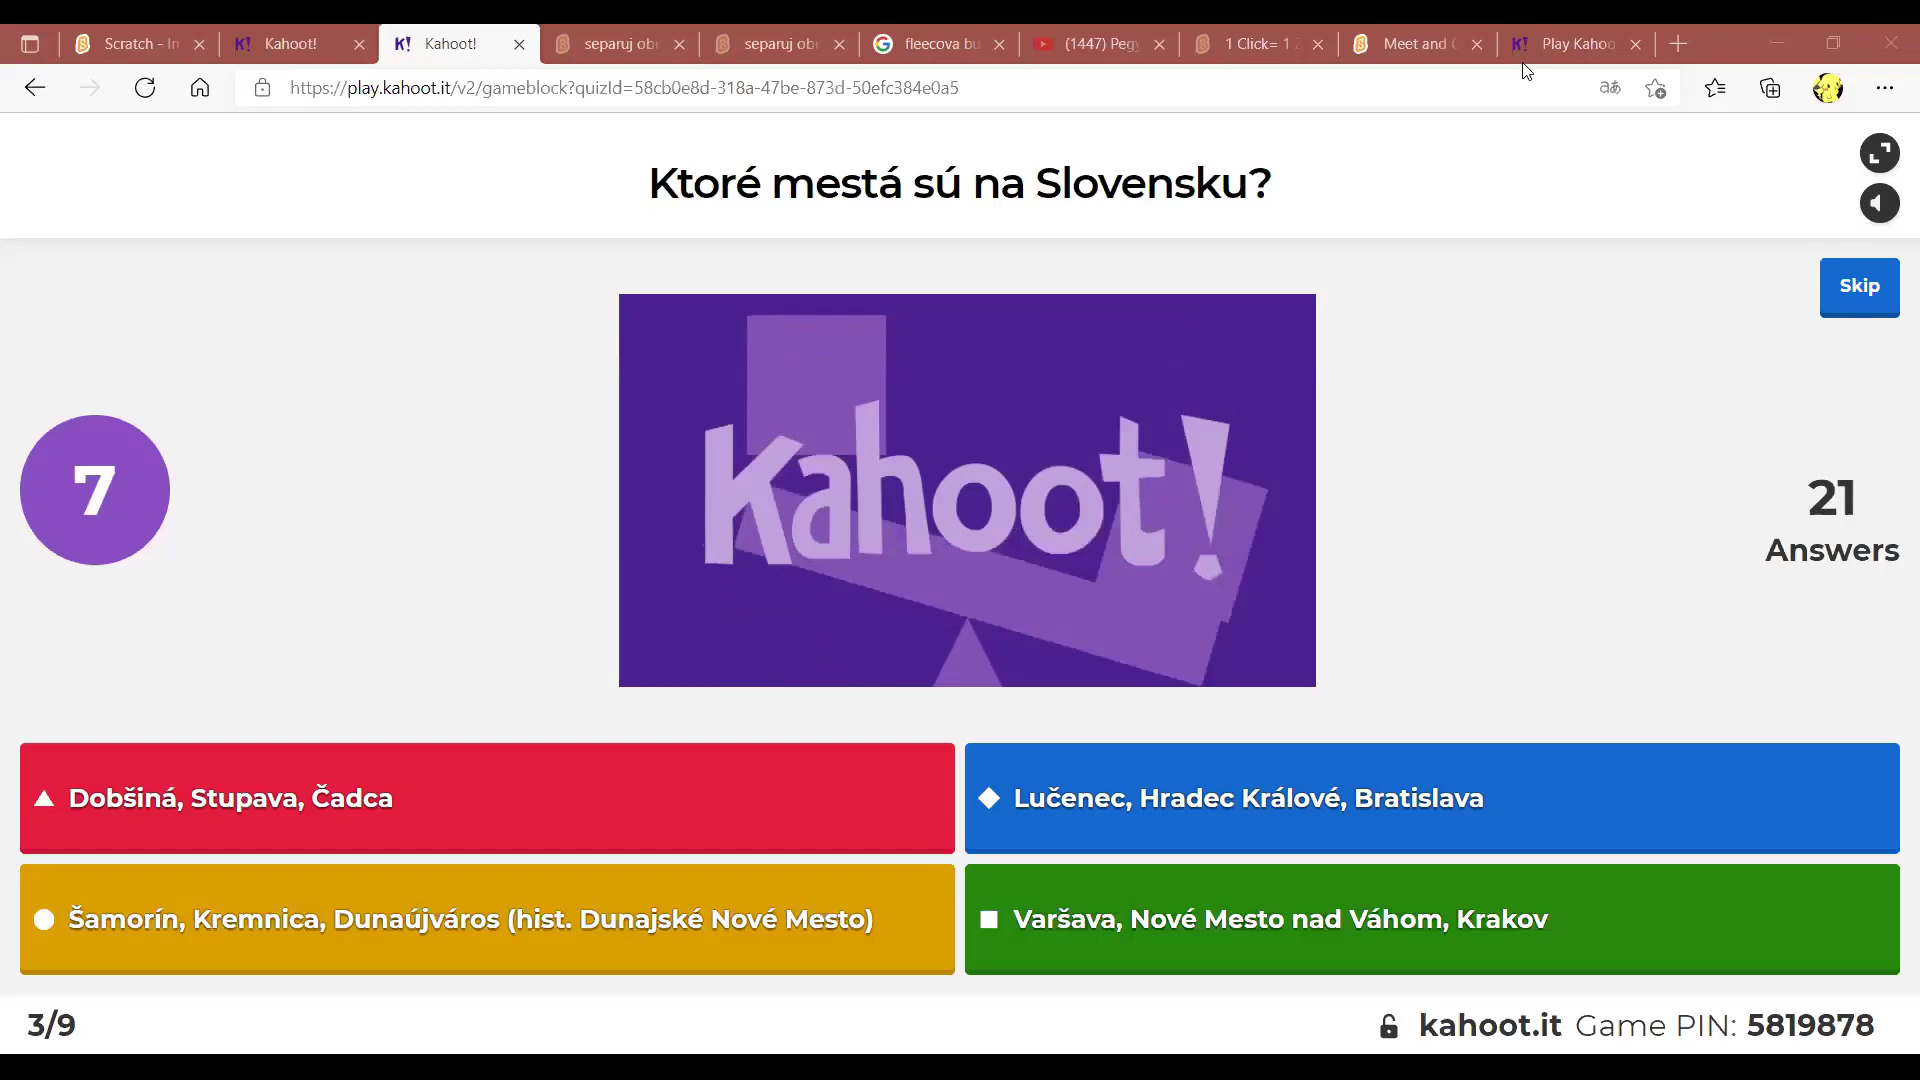 Scratch - In
Kahoot!
Kahoot!
separuj ob
separuj ob
fleecova bu
(1447) Peg
1 Click= 1
Meet and
Play Kahoo
https://play.kahoot.it/v2/gameblock?quizId=58cb0e8d-318a-47be-873d-50efc384e0a5
Ktoré mestá sú na Slovensku?
Skip
7
Kahoot!
21
Answers
Dobšiná, Stupava, Čadca
Lučenec, Hradec Králové, Bratislava
Šamorín, Kremnica, Dunaújváros (hist. Dunajské Nové Mesto)
Varšava, Nové Mesto nad Váhom, Krakov
3/9
kahoot.it Game PIN: 5819878